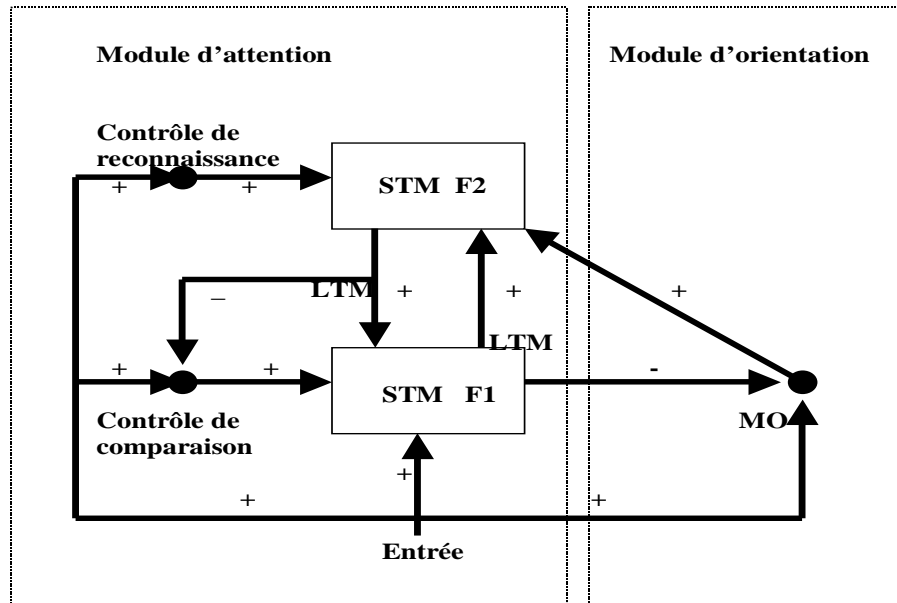 Module d'attention
Module d'orientation
Contrôle de
reconnaissance
+ +
STM F2
– LTM + + +
LTM
+ + -
STM F1
Contrôle de
comparaison
MO
+
+ +
Entrée